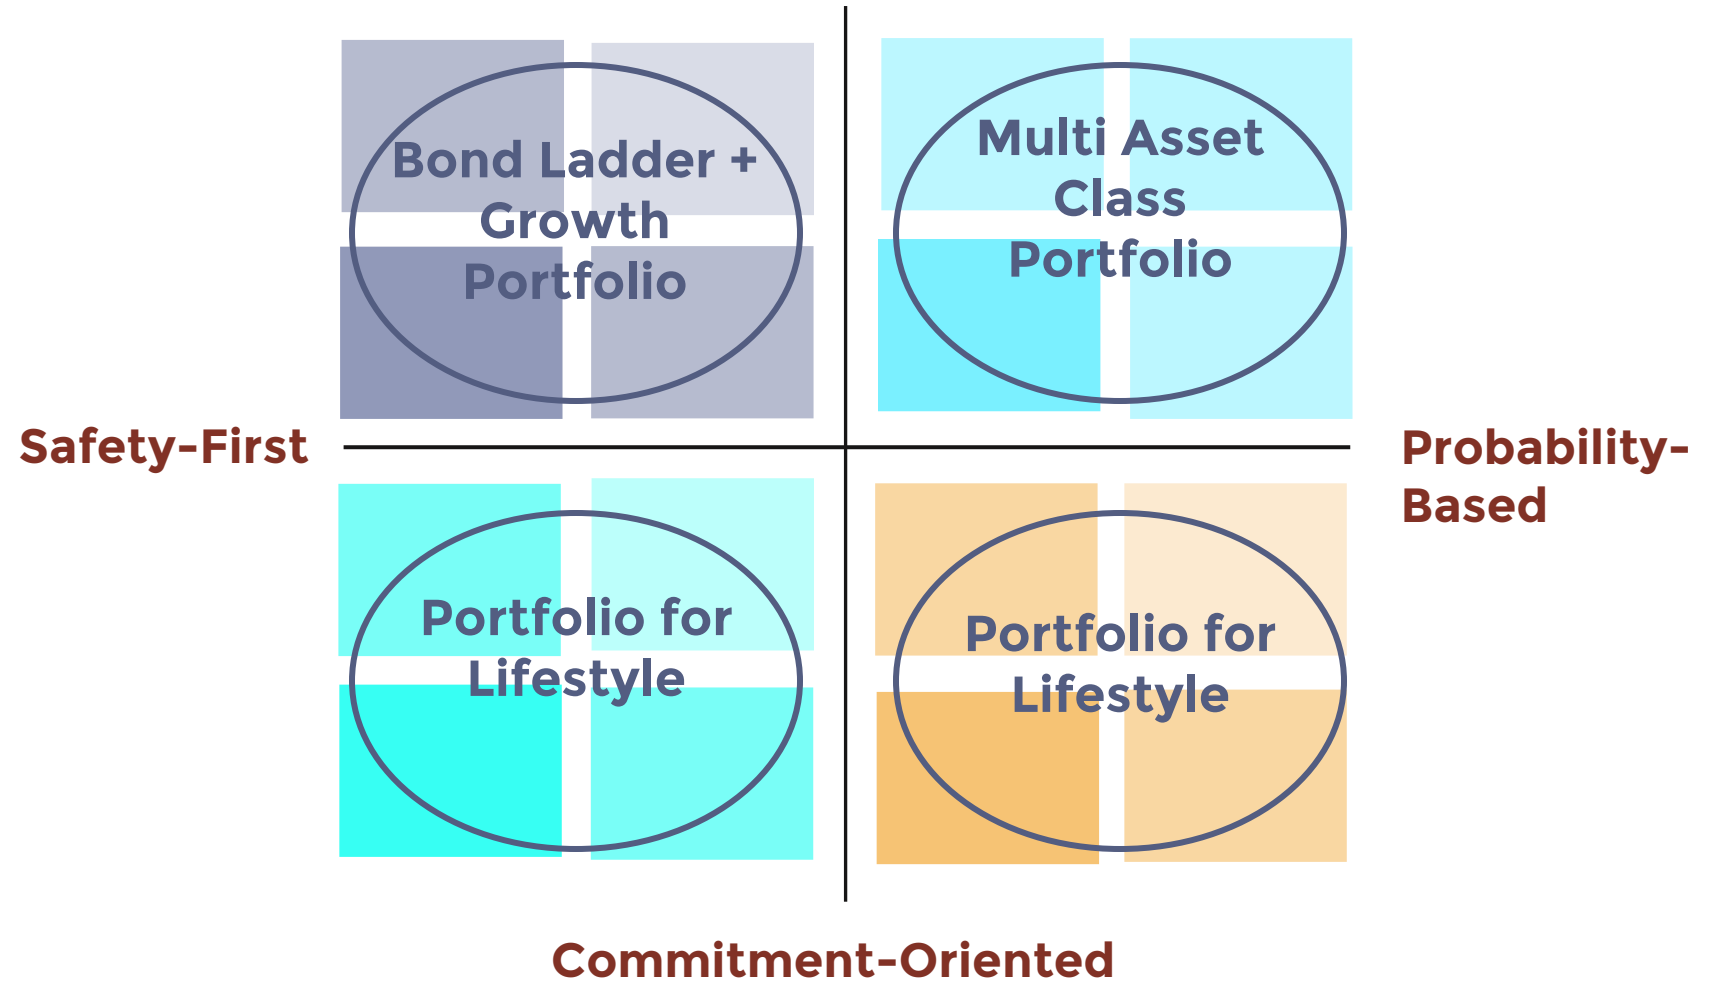 Bond Ladder +
Growth
Portfolio
Multi Asset
Class
Portfolio
Safety-First
Probability-
Based
Portfolio for
Lifestyle
Portfolio for
Lifestyle
Commitment-Oriented